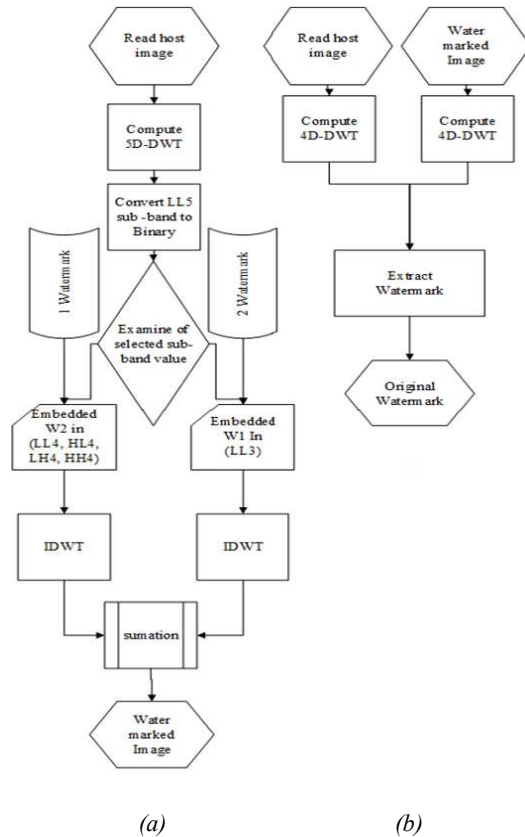 Read host
image
Compute
5D-DWT
Convert LL5
sub -band to
Binary
1 Watermark
2 Watermark
Examine of
selected sub-
band value
Embedded
W2 in
(LL4, HL4,
LH4, HH4)
Embedded
W1 In
(LL3)
IDWT
IDWT
sumation
Water
marked
Image
(a)
Read host
image
Water
marked
Image
Compute
4D-DWT
Compute
4D-DWT
Extract
Watermark
Original
Watermark
(b)